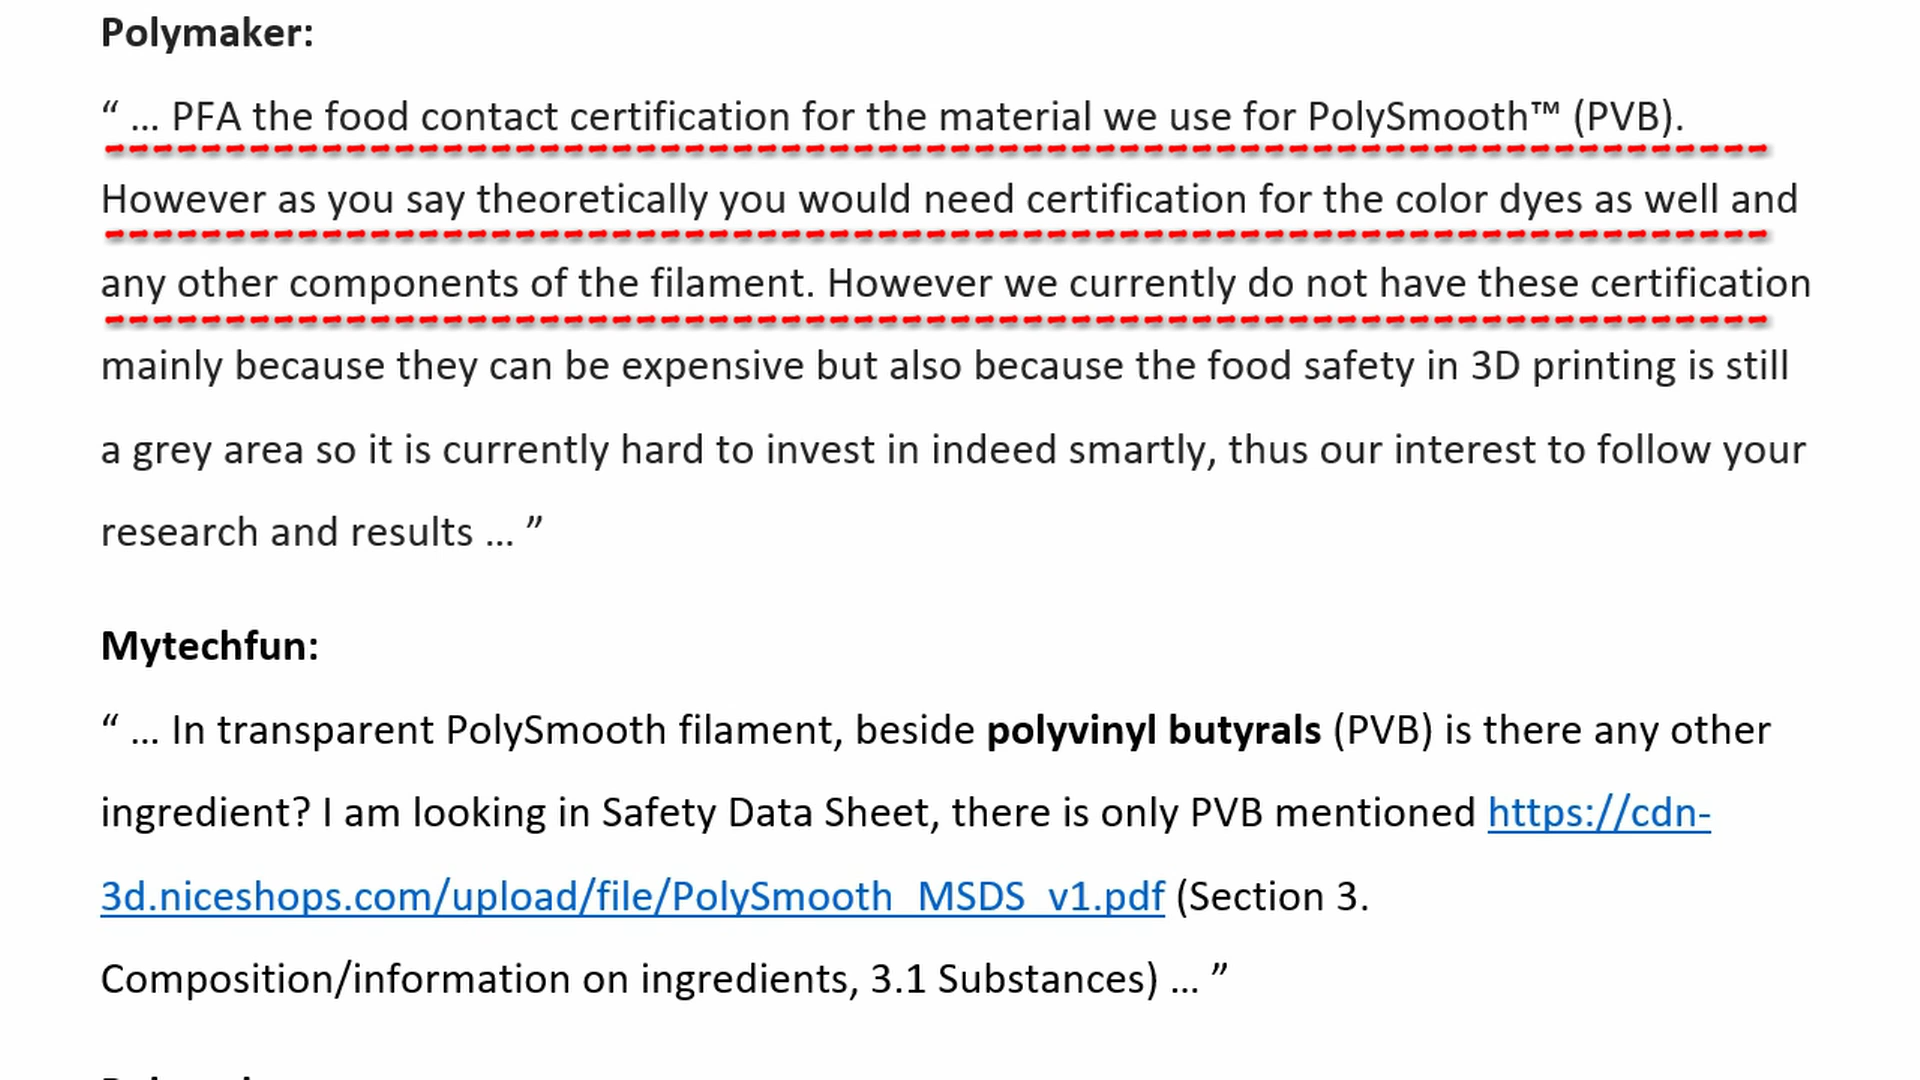 Polymaker:
“ … PFA the food contact certification for the material we use for PolySmooth™ (PVB).
However as you say theoretically you would need certification for the color dyes as well and
any other components of the filament. However we currently do not have these certification
mainly because they can be expensive but also because the food safety in 3D printing is still
a grey area so it is currently hard to invest in indeed smartly, thus our interest to follow your
research and results … ”
Mytechfun:
“ … In transparent PolySmooth filament, beside polyvinyl butyrals (PVB) is there any other
ingredient? I am looking in Safety Data Sheet, there is only PVB mentioned https://cdn-
3d.niceshops.com/upload/file/PolySmooth_MSDS_v1.pdf (Section 3.
Composition/information on ingredients, 3.1 Substances) … ”